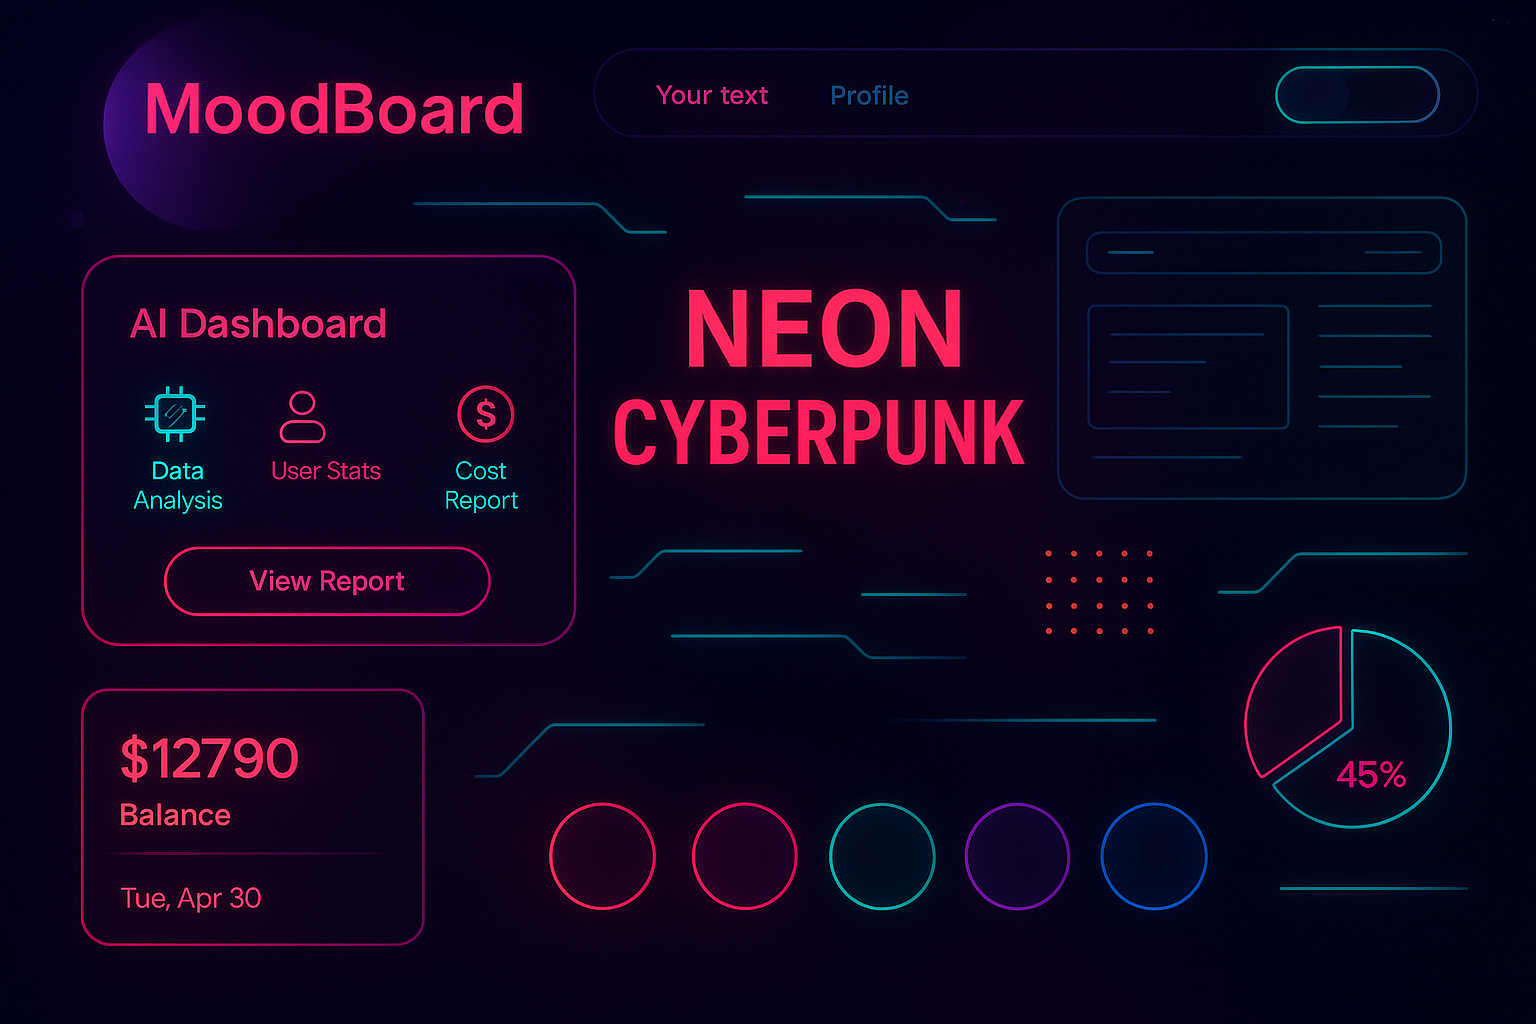 MoodBoard
Your text
Profile
AI Dashboard
Data
Analysis
User Stats
Cost
Report
View Report
NEON
CYBERPUNK
$12790
Balance
Tue, Apr 30
45%